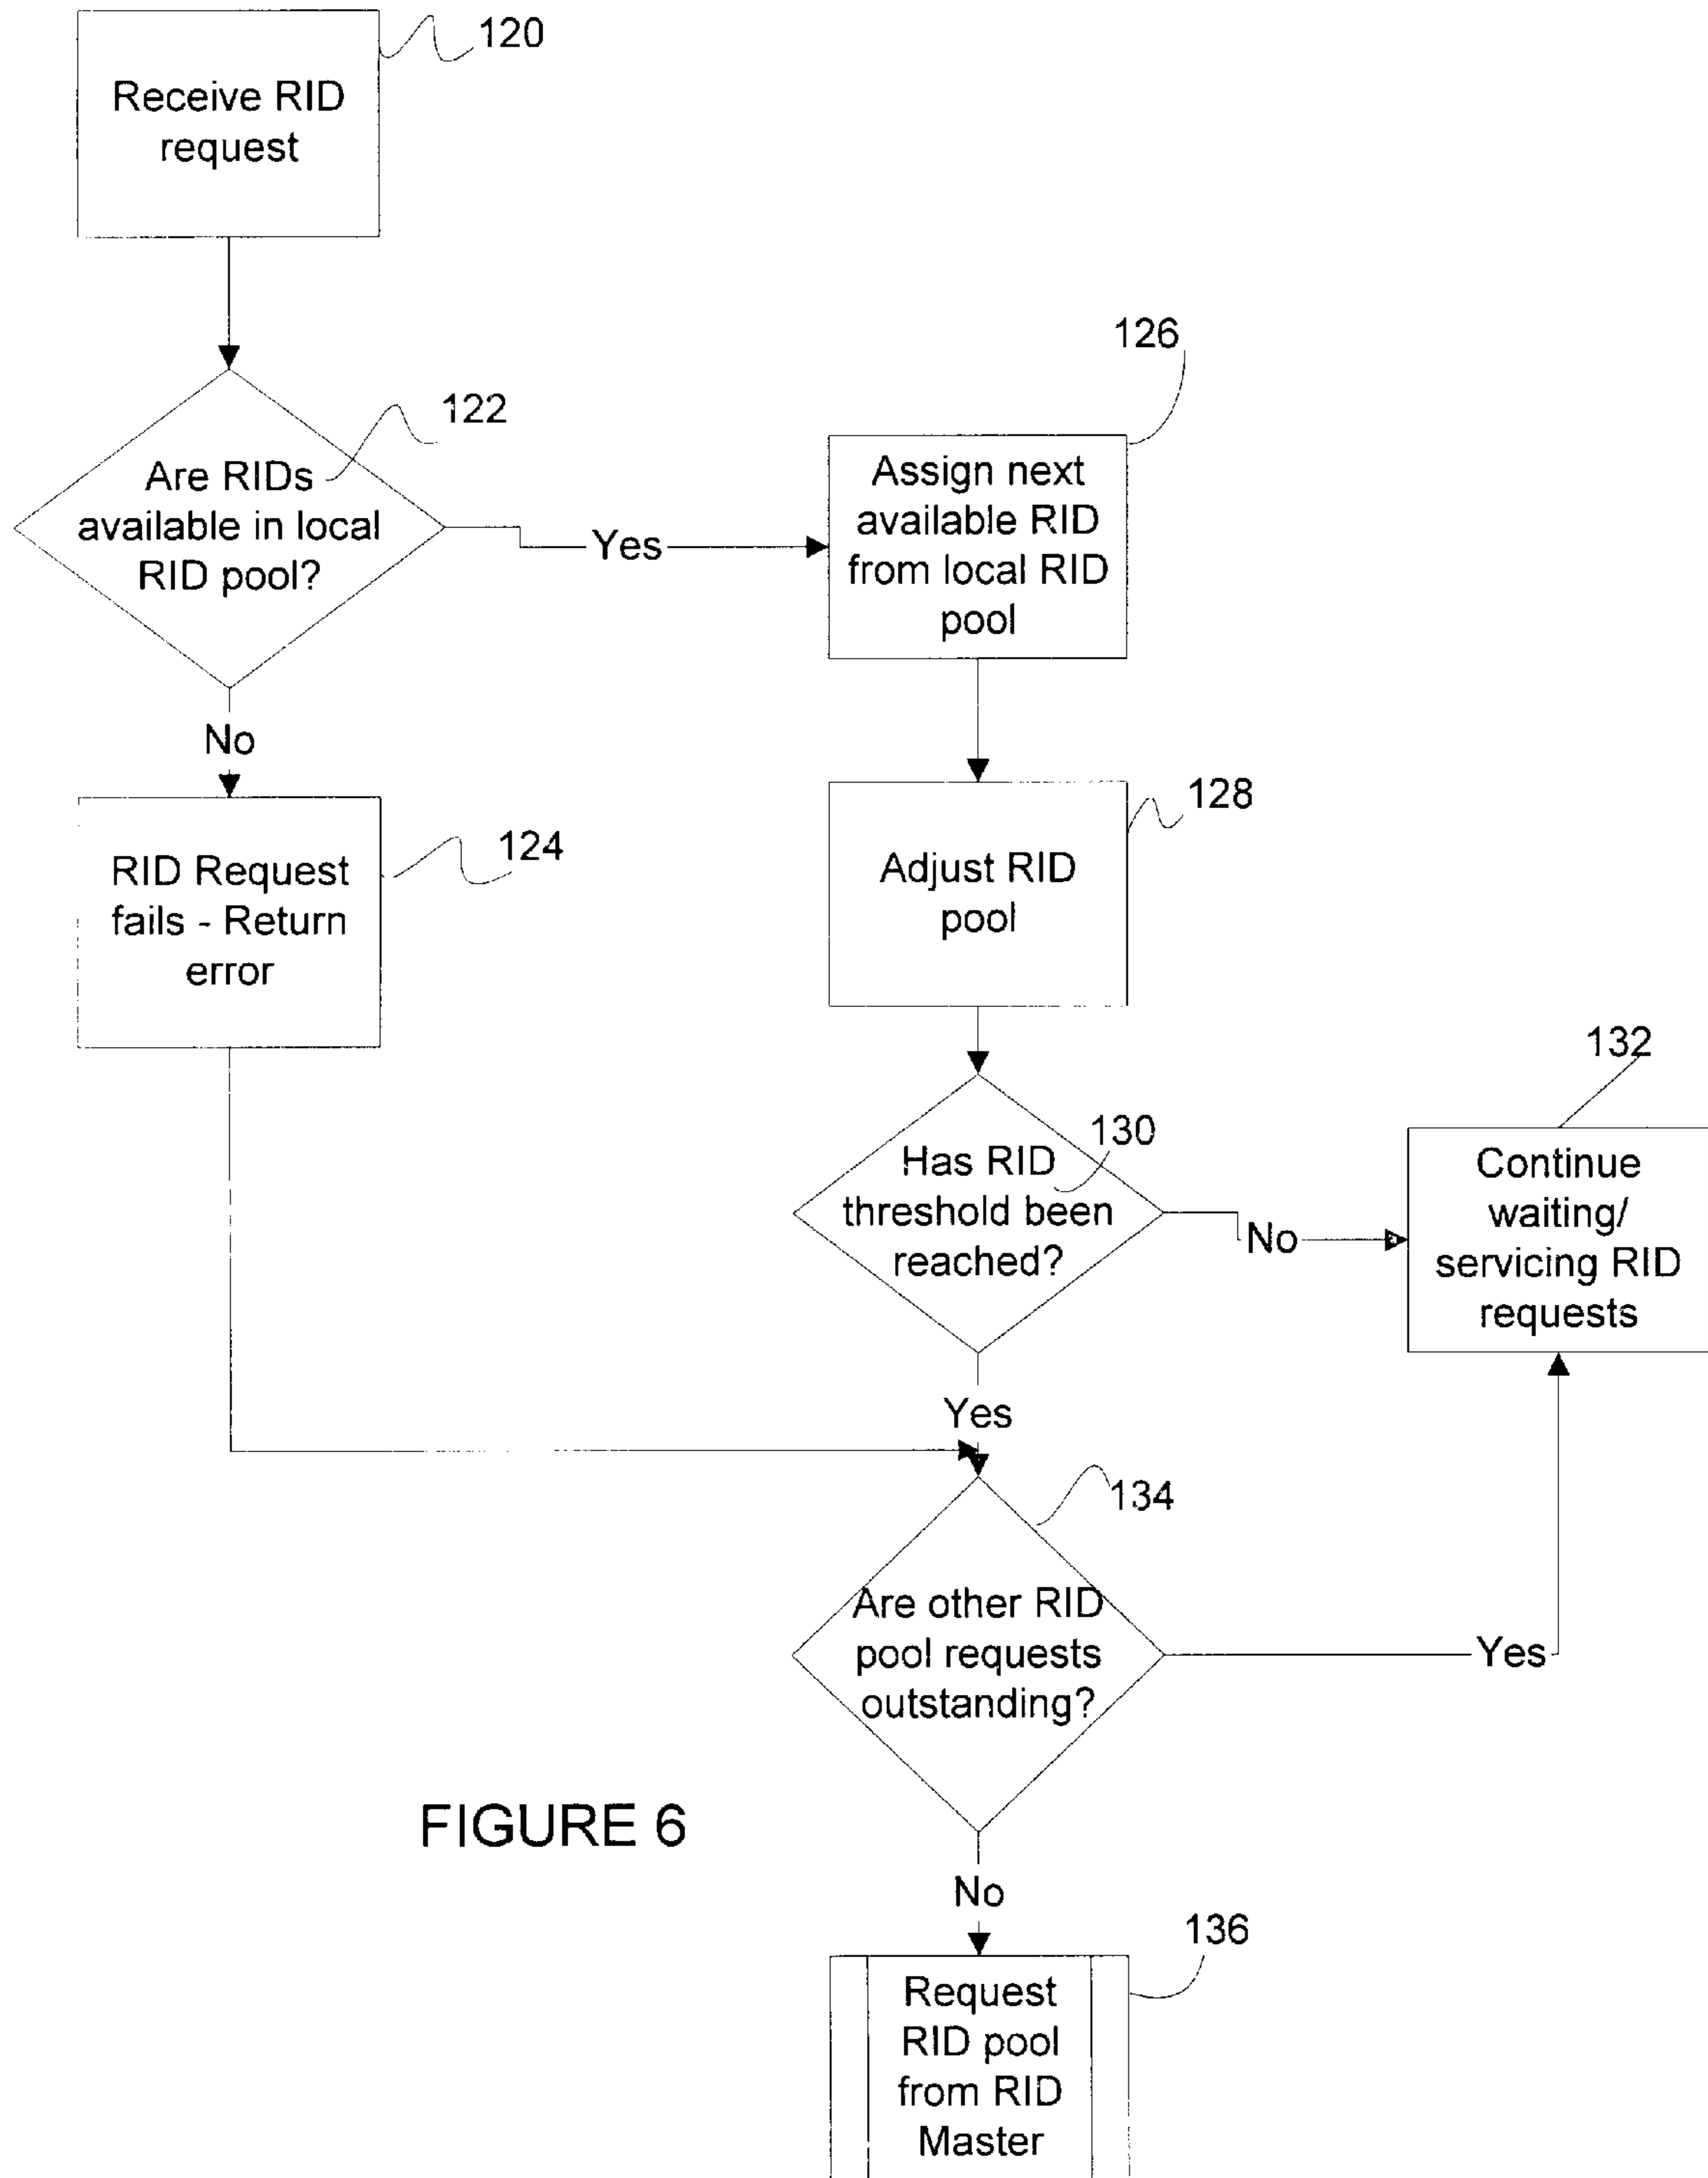 120
Receive RID
request
126
122
Are RIDs
available in local
RID pool?
Yes
Assign next
available RID
from local RID
pool
No
128
124
RID Request
fails - Return
error
Adjust RID
pool
132
130
Has RID
threshold been
reached?
No
Continue
waiting/
servicing RID
requests
Yes
134
Are other RID
pool requests
outstanding?
Yes
FIGURE 6
No
136
Request
RID pool
from RID
Master